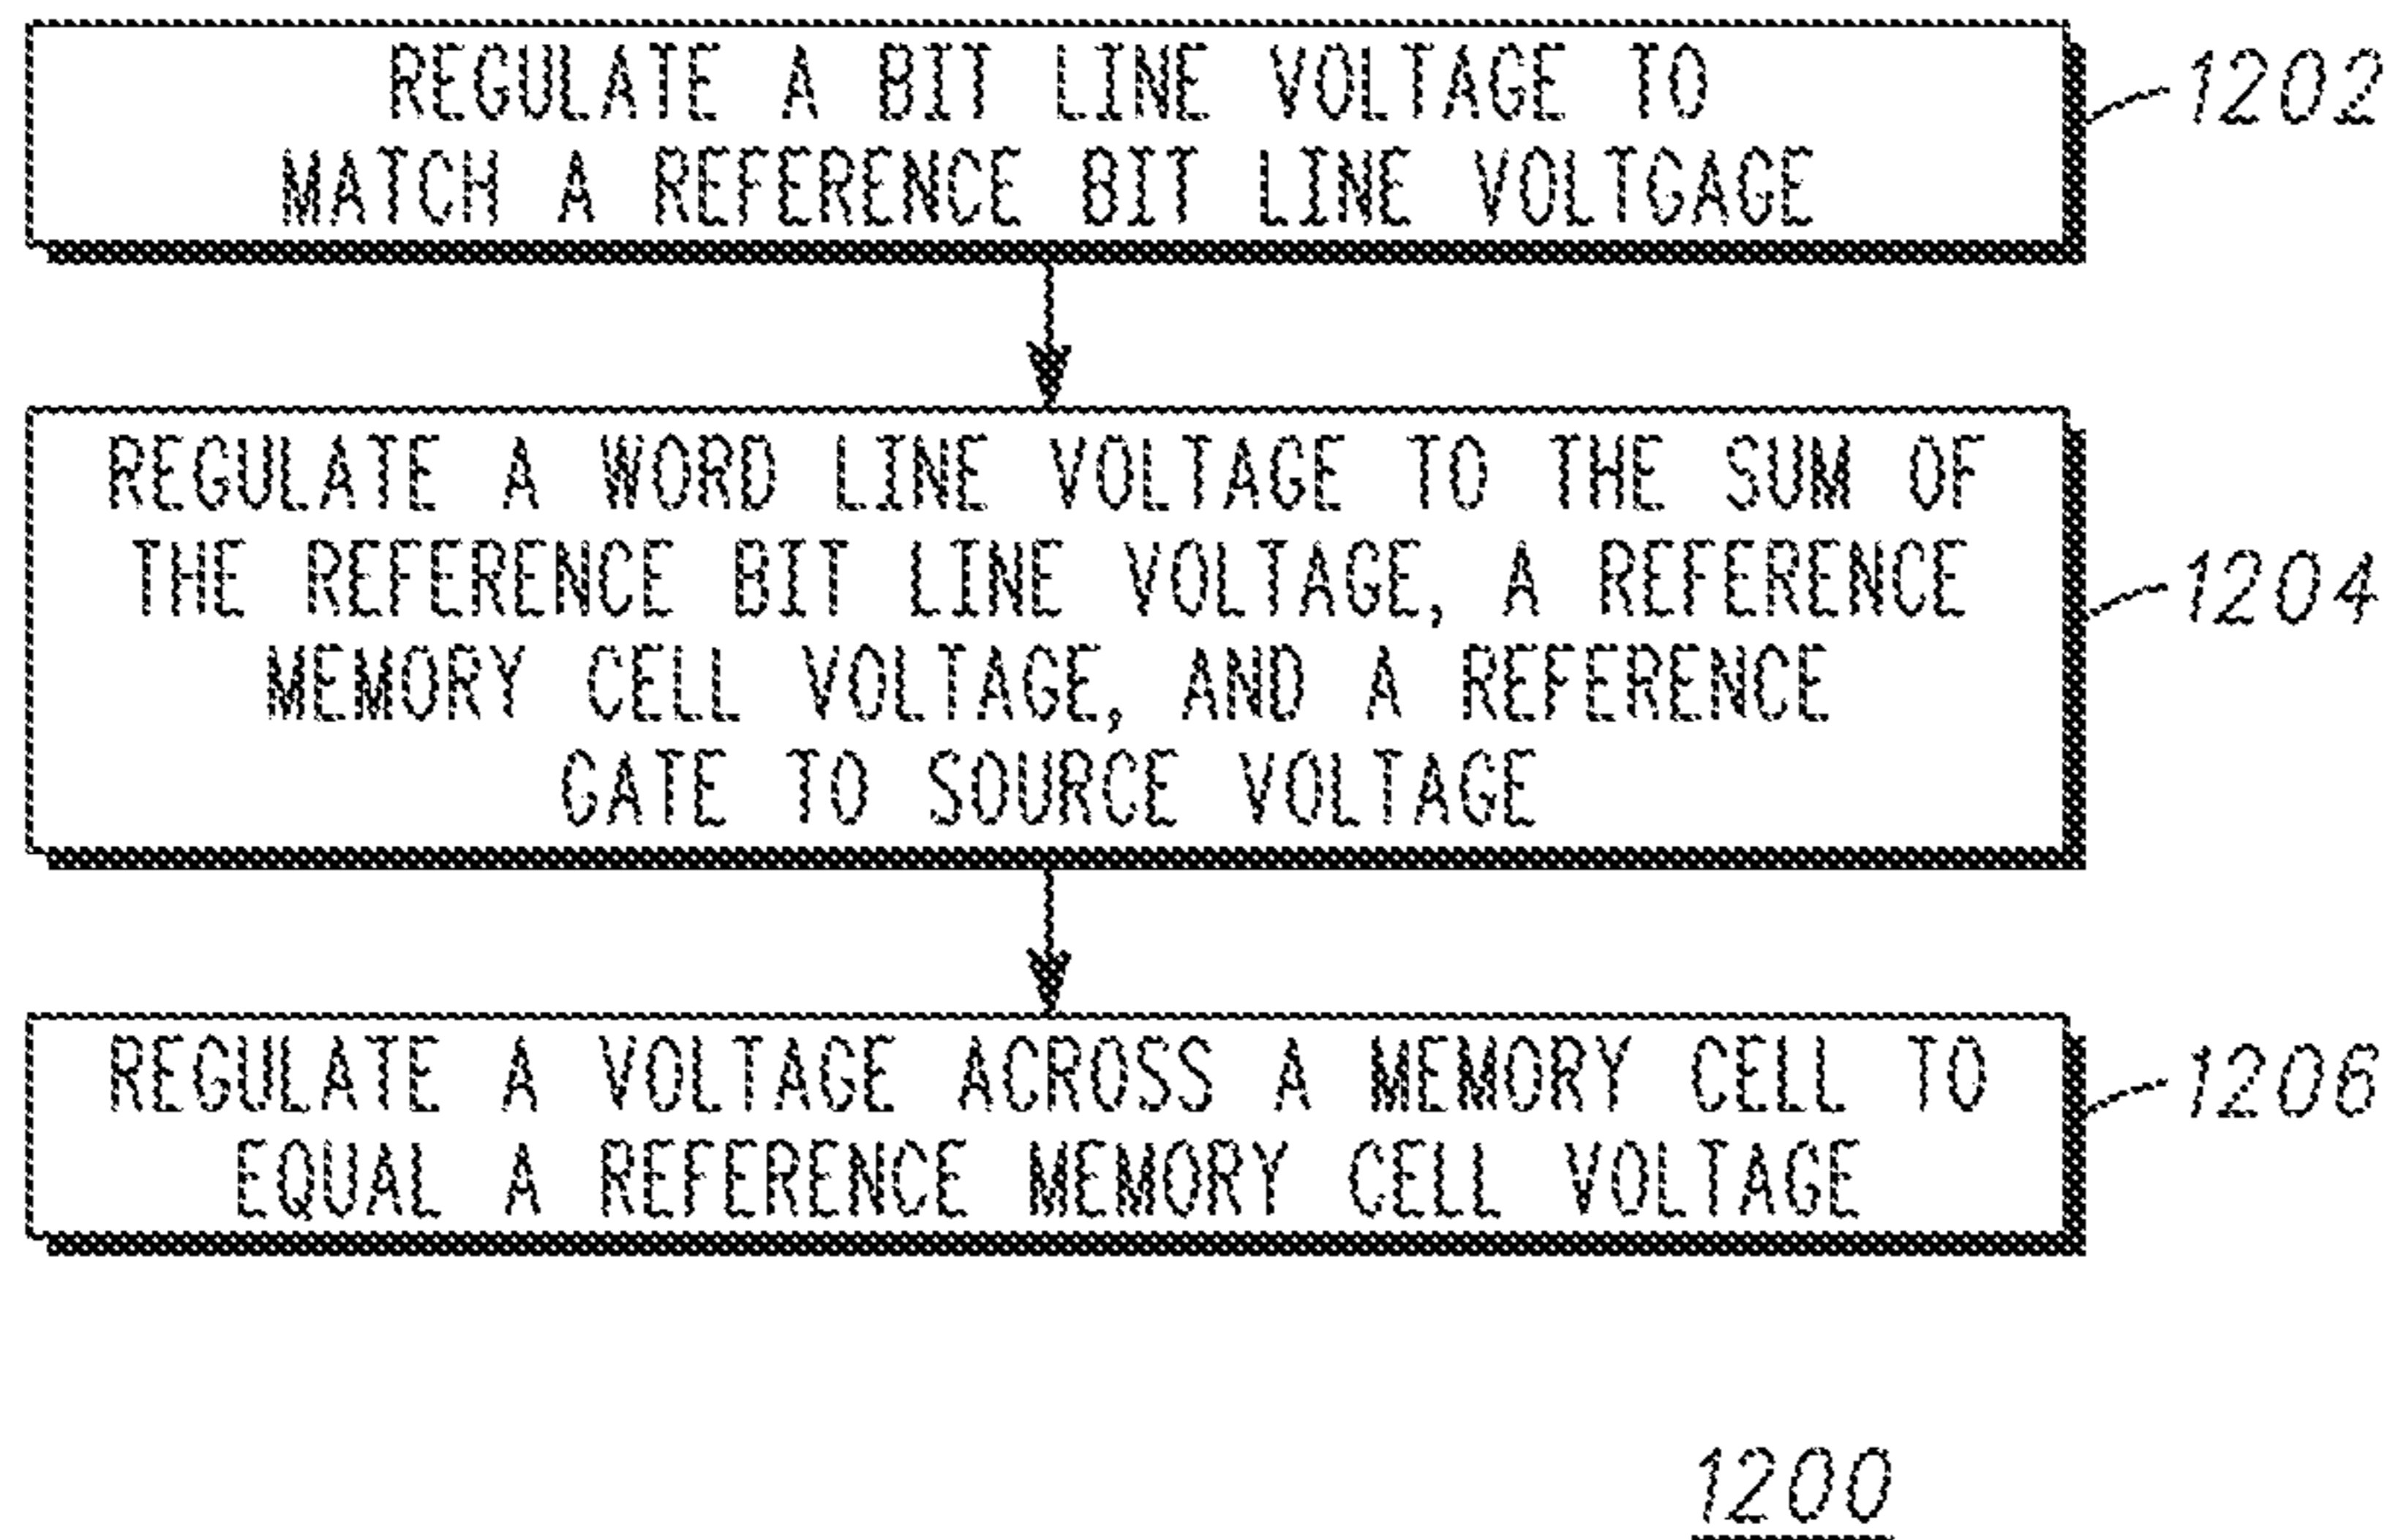 REGULATE A BIT LINE VOLTAGE TO
MATCH A REFERENCE BIT LINE VOLTGAGE
1202
REGULATE A WORD LINE VOLTAGE TO THE SUM OF
THE REFERENCE BIT LINE VOLTAGE, A REFERENCE
MEMORY CELL VOLTAGE, AND A REFERENCE
GATE TO SOURCE VOLTAGE
1204
REGULATE A VOLTAGE ACROSS A MEMORY CELL TO
EQUAL A REFERENCE MEMORY CELL VOLTAGE
1206
1200